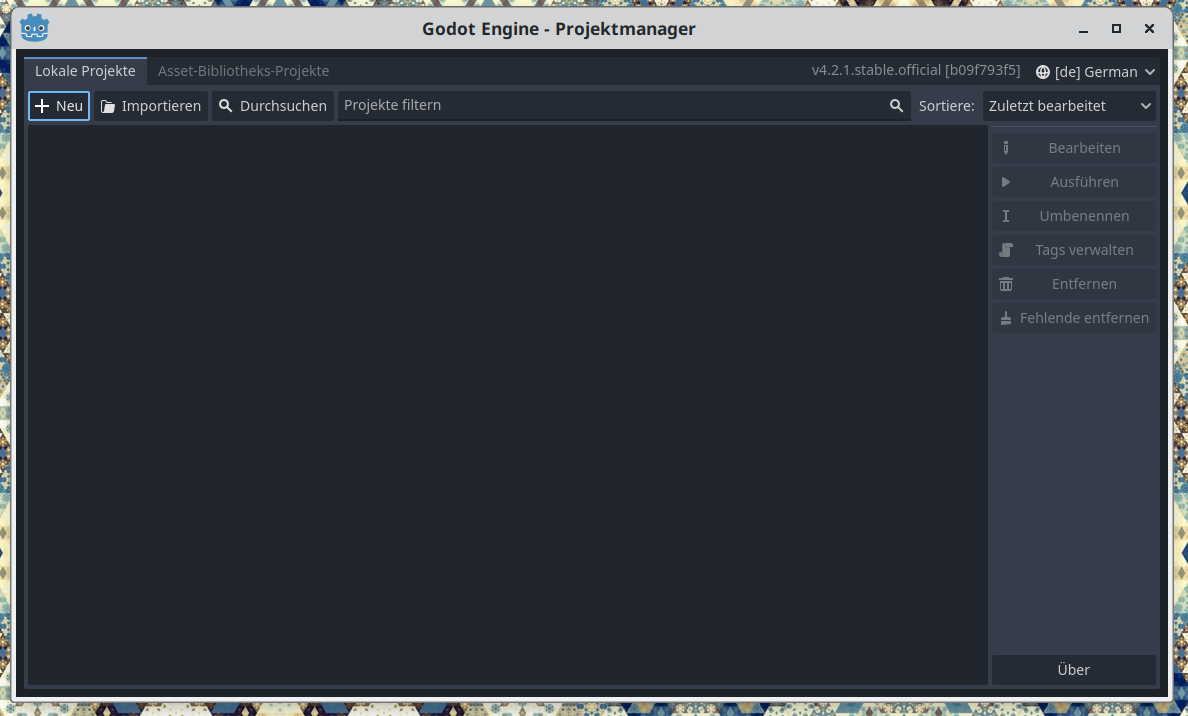 Godot Engine - Projektmanager
Lokale Projekte Asset-Bibliotheks-Projekte v4.2.1.stable.official [b09f793f5] [de] German
Neu Importieren Durchsuchen Projekte filtern Sortiere: Zuletzt bearbeitet
Bearbeiten
Ausführen
Umbenennen
Tags verwalten
Entfernen
Fehlende entfernen
Über